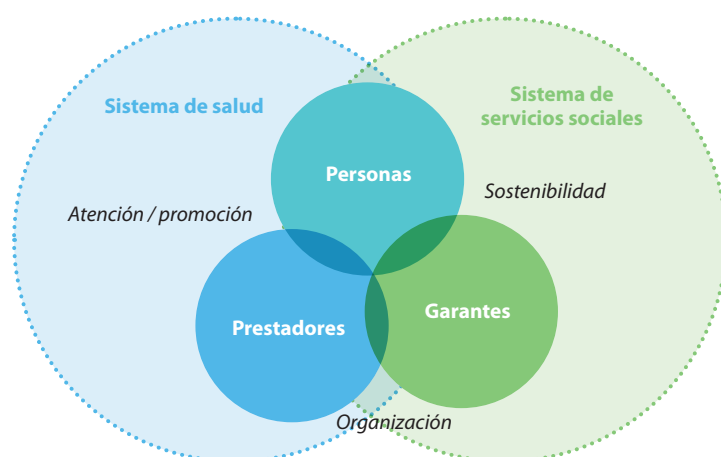 Sistema de salud
Sistema de
servicios sociales
Personas
Sostenibilidad
Atención / promoción
Garantes
Prestadores
Organización